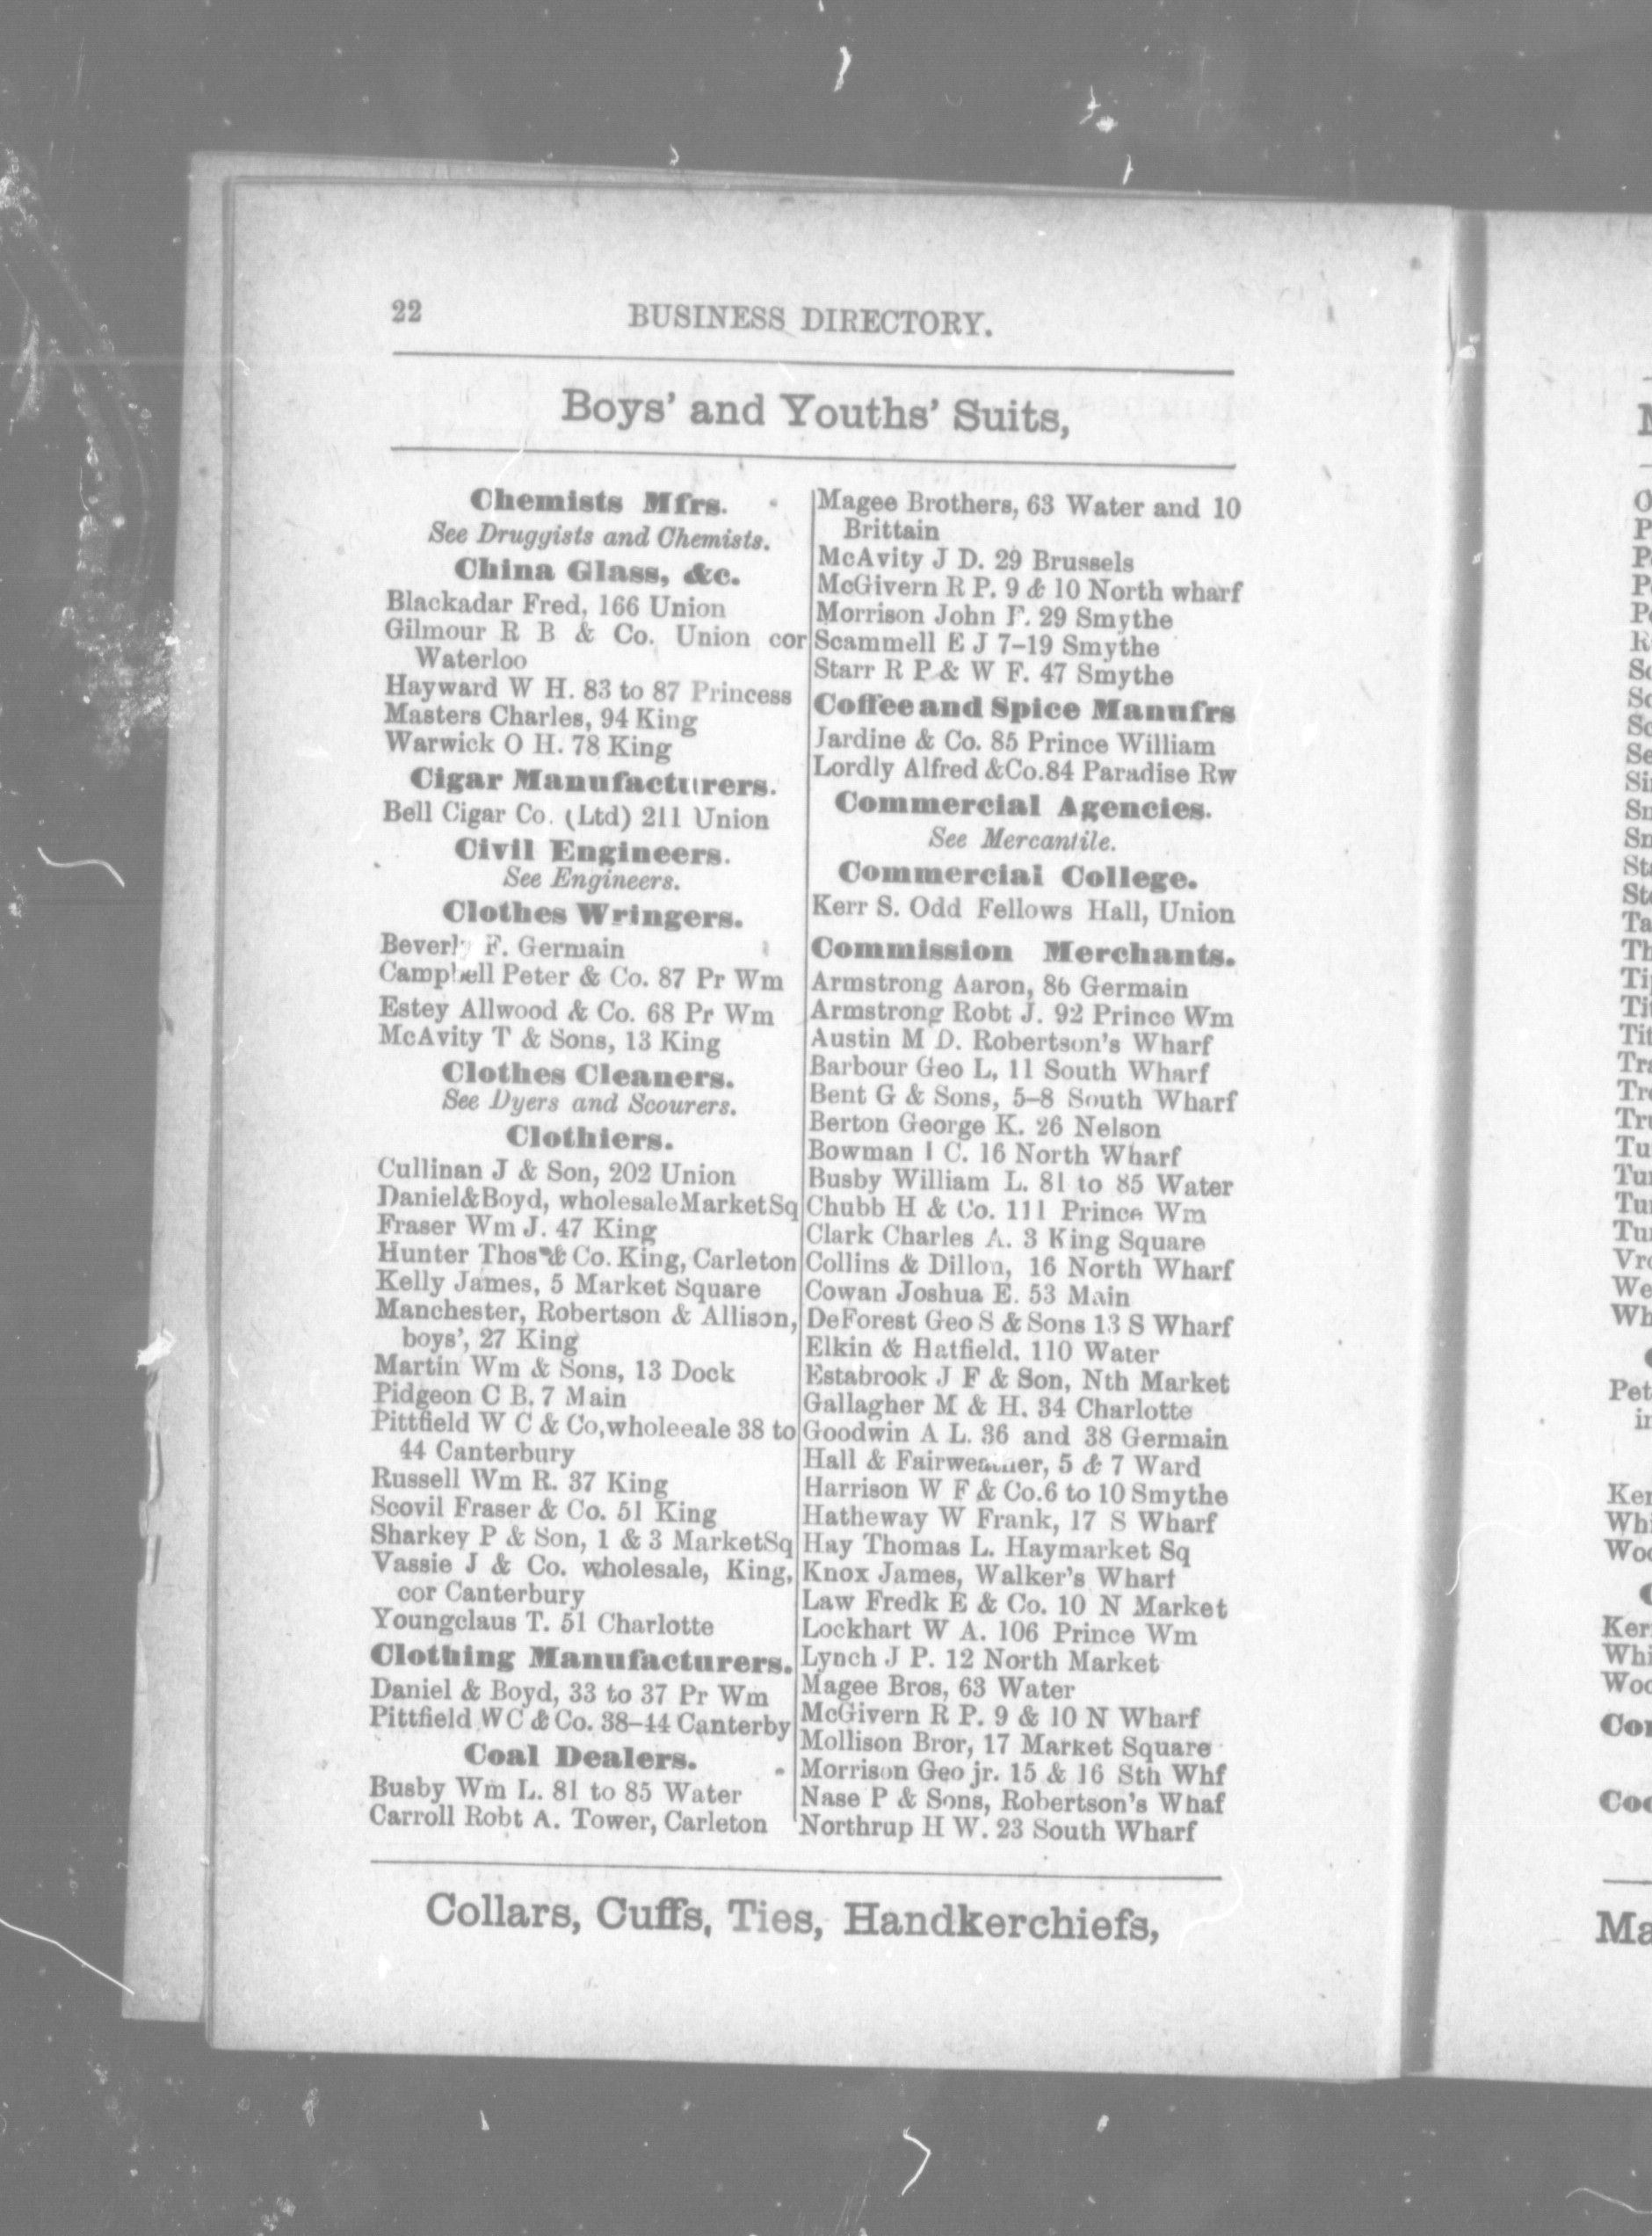 22
BUSINESS DIRECTORY.
Boys' and Youths' Suits,
Chemists Mfrs.
See Druggists and Chemists.
China Glass, &c.
Blackadar Fred, 166 Union
Gilmour R B & Co. Union cor
Waterloo
Hayward W H. 83 to 87 Princess
Masters Charles, 94 King
Warwick O H. 78 King
Cigar Manufacturers.
Bell Cigar Co. (Ltd) 211 Union
Civil Engineers.
See Engineers.
Clothes Wringers.
Beverly F. Germain
Campbell Peter & Co. 87 Pr Wm
Estey Allwood & Co. 68 Pr Wm
McAvity T & Sons, 13 King
Clothes Cleaners.
See Dyers and Scourers.
Clothiers.
Cullinan J & Son, 202 Union
Daniel&Boyd, wholesaleMarketSq
Fraser Wm J. 47 King
Hunter Thos & Co. King, Carleton
Kelly James, 5 Market Square
Manchester, Robertson & Allison,
boys', 27 King
Martin Wm & Sons, 13 Dock
Pidgeon C B. 7 Main
Pittfield W C & Co,wholeeale 38 to
44 Canterbury
Russell Wm R. 37 King
Scovil Fraser & Co. 51 King
Sharkey P & Son, 1 & 3 MarketSq
Vassie J & Co. wholesale, King,
cor Canterbury
Youngclaus T. 51 Charlotte
Clothing Manufacturers.
Daniel & Boyd, 33 to 37 Pr Wm
Pittfield WC & Co. 38–44 Canterby
Coal Dealers.
Busby Wm L. 81 to 85 Water
Carroll Robt A. Tower, Carleton
Magee Brothers, 63 Water and 10
Brittain
McAvity J D. 29 Brussels
McGivern R P. 9 & 10 North wharf
Morrison John F. 29 Smythe
Scammell E J 7–19 Smythe
Starr R P & W F. 47 Smythe
Coffee and Spice Manufrs
Jardine & Co. 85 Prince William
Lordly Alfred &Co.84 Paradise Rw
Commercial Agencies.
See Mercantile.
Commercial College.
Kerr S. Odd Fellows Hall, Union
Commission Merchants.
Armstrong Aaron, 86 Germain
Armstrong Robt J. 92 Prince Wm
Austin M D. Robertson's Wharf
Barbour Geo L, 11 South Wharf
Bent G & Sons, 5–8 South Wharf
Berton George K. 26 Nelson
Bowman I C. 16 North Wharf
Busby William L. 81 to 85 Water
Chubb H & Co. 111 Prince Wm
Clark Charles A. 3 King Square
Collins & Dillon, 16 North Wharf
Cowan Joshua E. 53 Main
DeForest Geo S & Sons 13 S Wharf
Elkin & Hatfield. 110 Water
Estabrook J F & Son, Nth Market
Gallagher M & H. 34 Charlotte
Goodwin A L. 36 and 38 Germain
Hall & Fairweather, 5 & 7 Ward
Harrison W F & Co.6 to 10 Smythe
Hatheway W Frank, 17 S Wharf
Hay Thomas L. Haymarket Sq
Knox James, Walker's Wharf
Law Fredk E & Co. 10 N Market
Lockhart W A. 106 Prince Wm
Lynch J P. 12 North Market
Magee Bros, 63 Water
McGivern R P. 9 & 10 N Wharf
Mollison Bror, 17 Market Square
Morrison Geo jr. 15 & 16 Sth Whf
Nase P & Sons, Robertson's Whaf
Northrup H W. 23 South Wharf
Collars, Cuffs, Ties, Handkerchiefs,